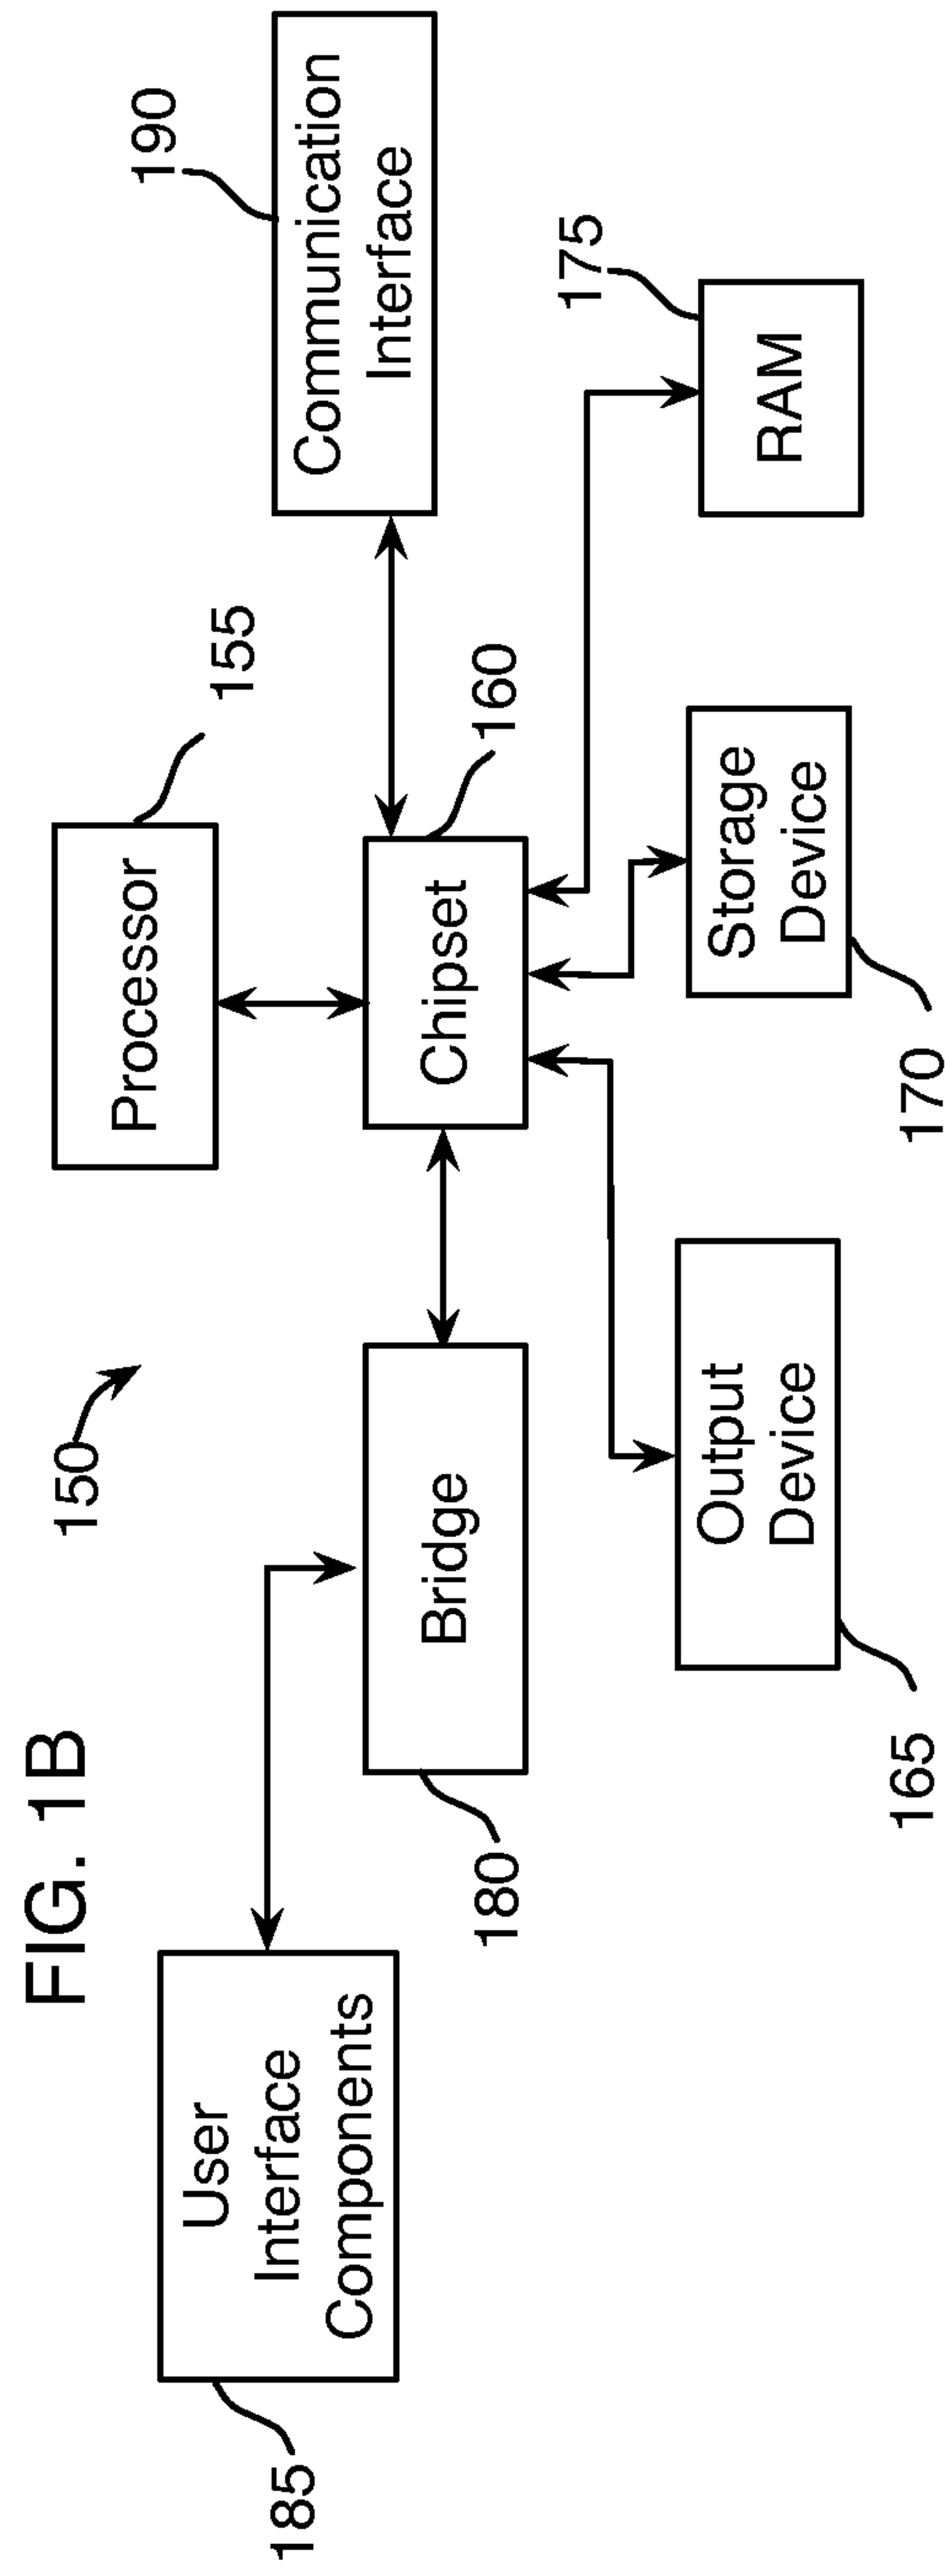 FIG. 1B
150
Processor
155
190
Communication
Interface
User
Interface
Components
185
Bridge
180
Chipset
160
175
RAM
Output
Device
165
Storage
Device
170